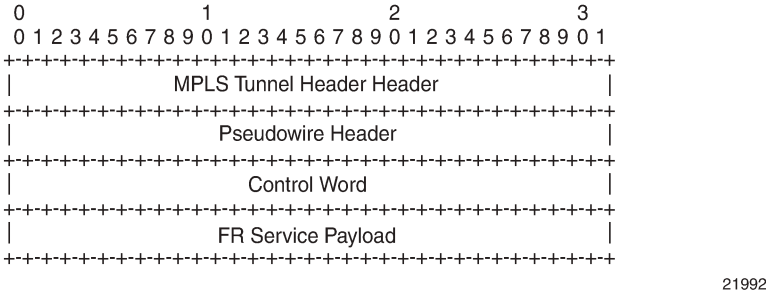 0 1 2 3
0 1 2 3 4 5 6 7 8 9 0 1 2 3 4 5 6 7 8 9 0 1 2 3 4 5 6 7 8 9 0 1
+-+-+-+-+-+-+-+-+-+-+-+-+-+-+-+-+-+-+-+-+-+-+-+-+-+-+-+-+-+-+-+-+
| MPLS Tunnel Header Header |
+-+-+-+-+-+-+-+-+-+-+-+-+-+-+-+-+-+-+-+-+-+-+-+-+-+-+-+-+-+-+-+-+
| Pseudowire Header |
+-+-+-+-+-+-+-+-+-+-+-+-+-+-+-+-+-+-+-+-+-+-+-+-+-+-+-+-+-+-+-+-+
| Control Word |
+-+-+-+-+-+-+-+-+-+-+-+-+-+-+-+-+-+-+-+-+-+-+-+-+-+-+-+-+-+-+-+-+
| FR Service Payload |
+-+-+-+-+-+-+-+-+-+-+-+-+-+-+-+-+-+-+-+-+-+-+-+-+-+-+-+-+-+-+-+-+
21992